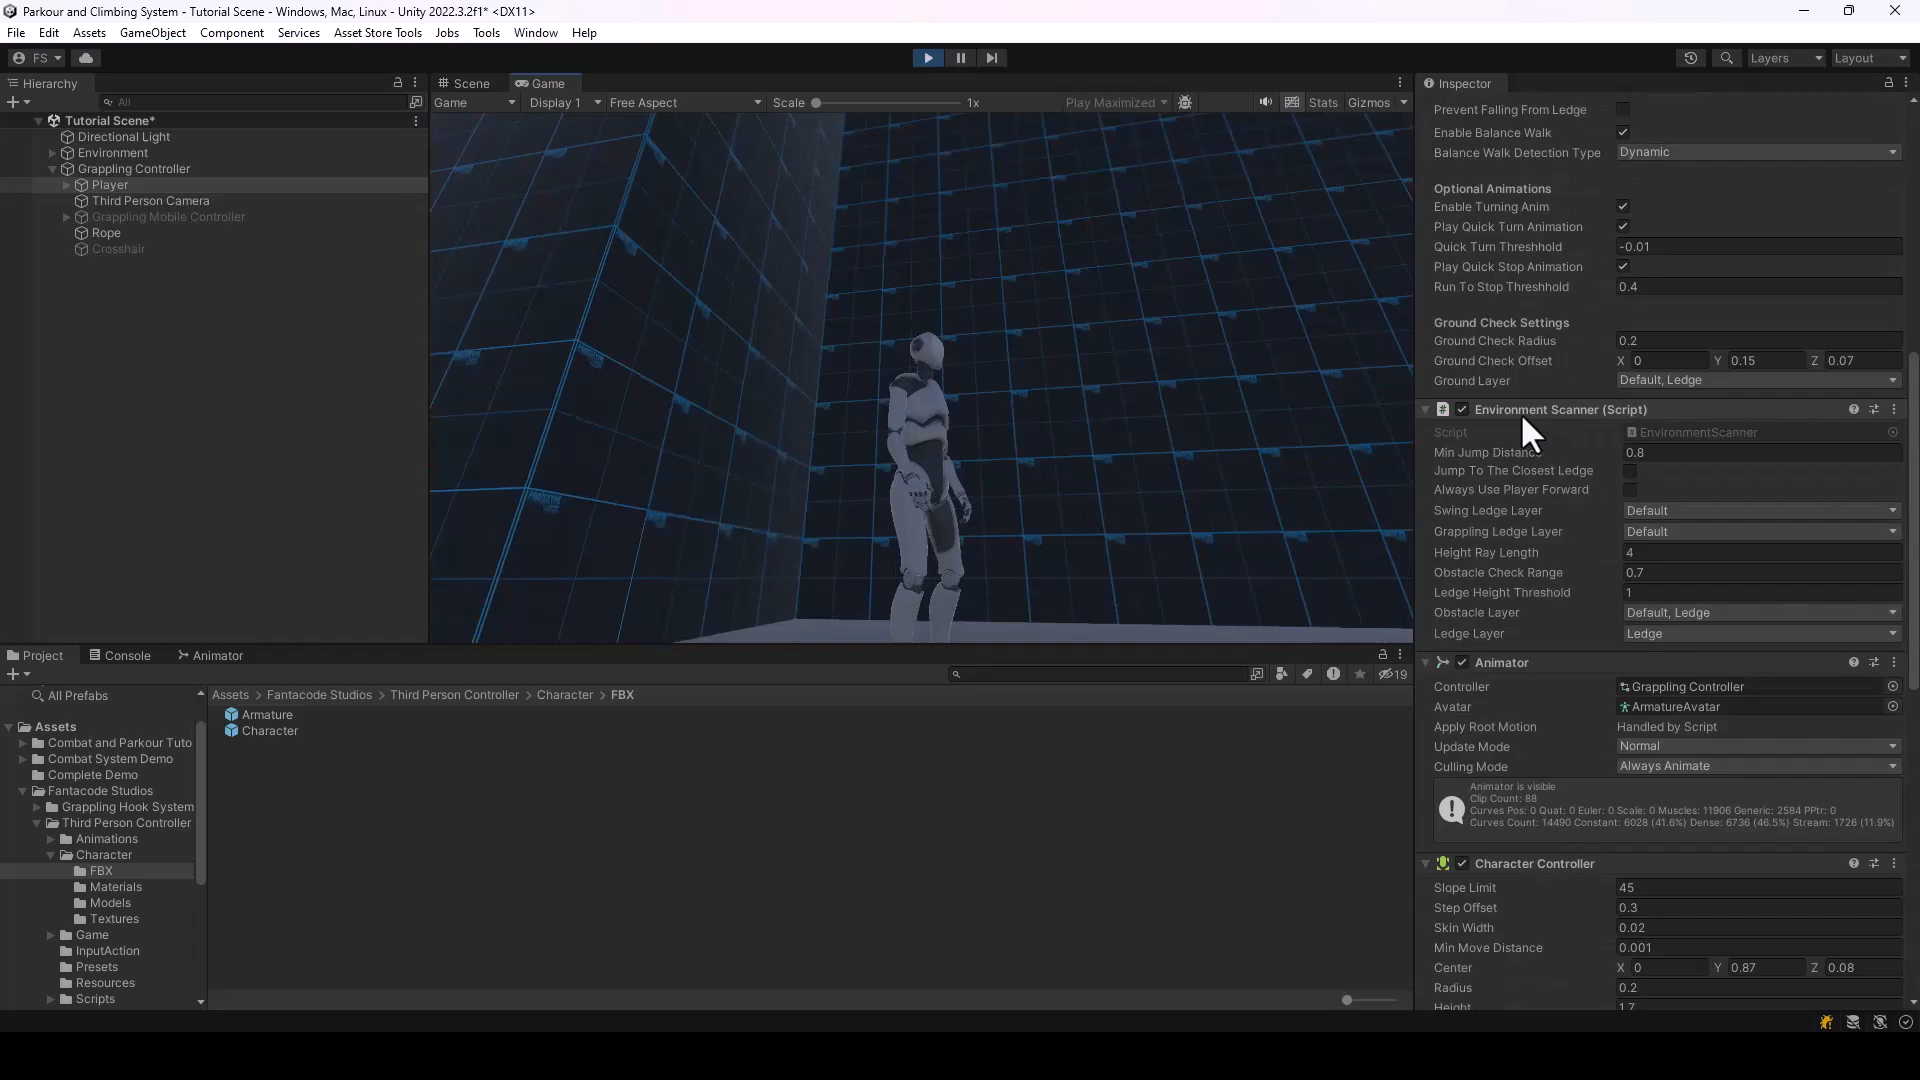 Parkour and Climbing System - Tutorial Scene - Windows, Mac, Linux - Unity 2022.3.2f1* <DX11>
File Edit Assets GameObject Component Services Asset Store Tools Jobs Tools Window Help
FS
Layers Layout
Hierarchy
All
Tutorial Scene*
Directional Light
Environment
Grappling Controller
Player
Third Person Camera
Grappling Mobile Controller
Rope
Crosshair
Scene Game
Game Display 1 Free Aspect Scale 1x Play Maximized Stats Gizmos
Inspector
Prevent Falling From Ledge
Enable Balance Walk
Balance Walk Detection Type Dynamic
Optional Animations
Enable Turning Anim
Play Quick Turn Animation
Quick Turn Threshhold -0.01
Play Quick Stop Animation
Run To Stop Threshhold 0.4
Ground Check Settings
Ground Check Radius 0.2
Ground Check Offset X 0 Y 0.15 Z 0.07
Ground Layer Default, Ledge
# Environment Scanner (Script)
Script EnvironmentScanner
Min Jump Distance 0.8
Jump To The Closest Ledge
Always Use Player Forward
Swing Ledge Layer Default
Grappling Ledge Layer Default
Height Ray Length 4
Obstacle Check Range 0.7
Ledge Height Threshold 1
Obstacle Layer Default, Ledge
Ledge Layer Ledge
Animator
Controller Grappling Controller
Avatar ArmatureAvatar
Apply Root Motion Handled by Script
Update Mode Normal
Culling Mode Always Animate
Animator is visible
Clip Count: 88
Curves Pos: 0 Quat: 0 Euler: 0 Scale: 0 Muscles: 11906 Generic: 2584 PPtr: 0
Curves Count: 14490 Constant: 6028 (41.6%) Dense: 6736 (46.5%) Stream: 1726 (11.9%)
Character Controller
Slope Limit 45
Step Offset 0.3
Skin Width 0.02
Min Move Distance 0.001
Center X 0 Y 0.87 Z 0.08
Radius 0.2
Height 1.7
Project Console Animator
19
All Prefabs
Assets
Combat and Parkour Tuto
Combat System Demo
Complete Demo
Fantacode Studios
Grappling Hook System
Third Person Controller
Animations
Character
FBX
Materials
Models
Textures
Game
InputAction
Presets
Resources
Scripts
Assets > Fantacode Studios > Third Person Controller > Character > FBX
Armature
Character